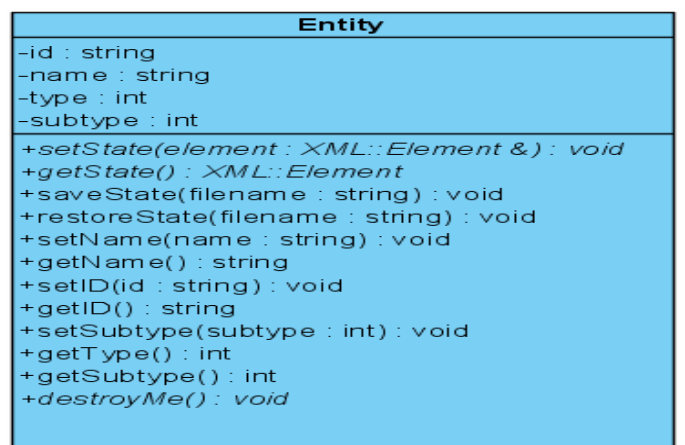 Entity
-id : string
-name : string
-type : int
-subtype : int
+setState(element : XML::Element &) : void
+getState() : XML::Element
+saveState(filename : string) : void
+restoreState(filename : string) : void
+setName(name : string) : void
+getName() : string
+setID(id : string) : void
+getID() : string
+setSubtype(subtype : int) : void
+getType() : int
+getSubtype() : int
+destroyMe() : void